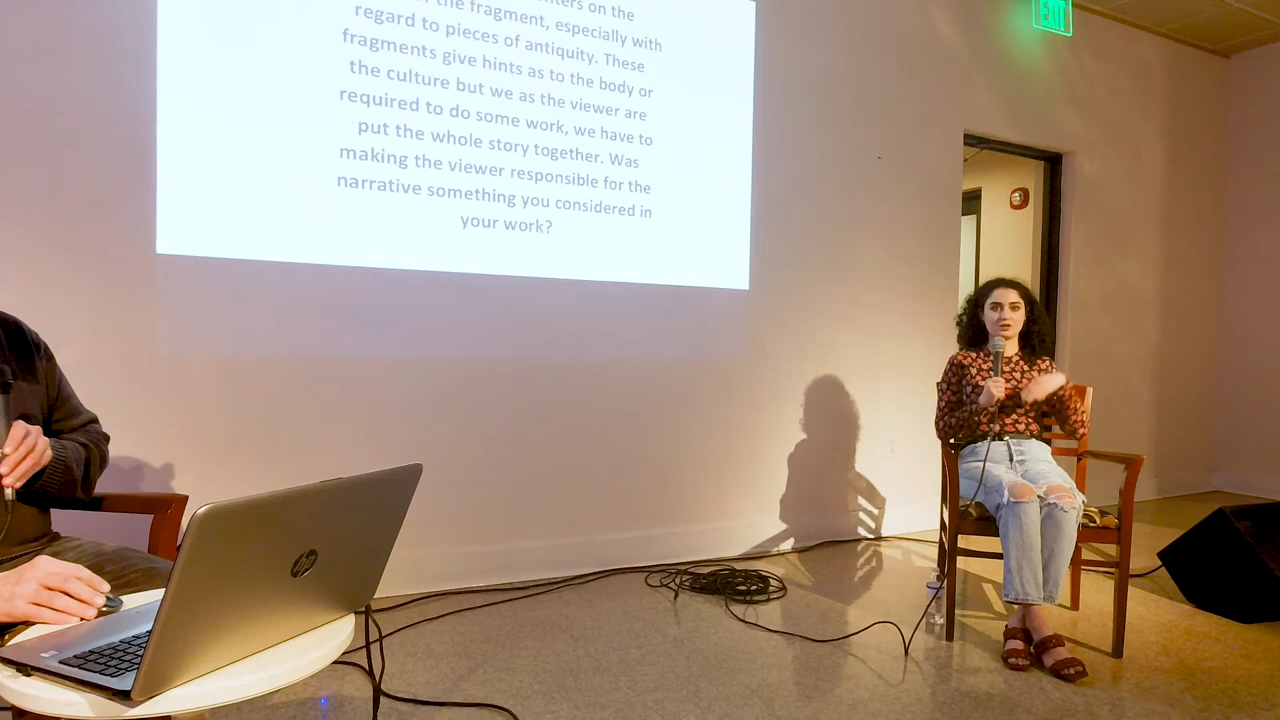 on the
the fragment, especially with
regard to pieces of antiquity. These
fragments give hints as to the body or
the culture but we as the viewer are
required to do some work, we have to
put the whole story together. Was
making the viewer responsible for the
narrative something you considered in
your work?
EXIT
hp